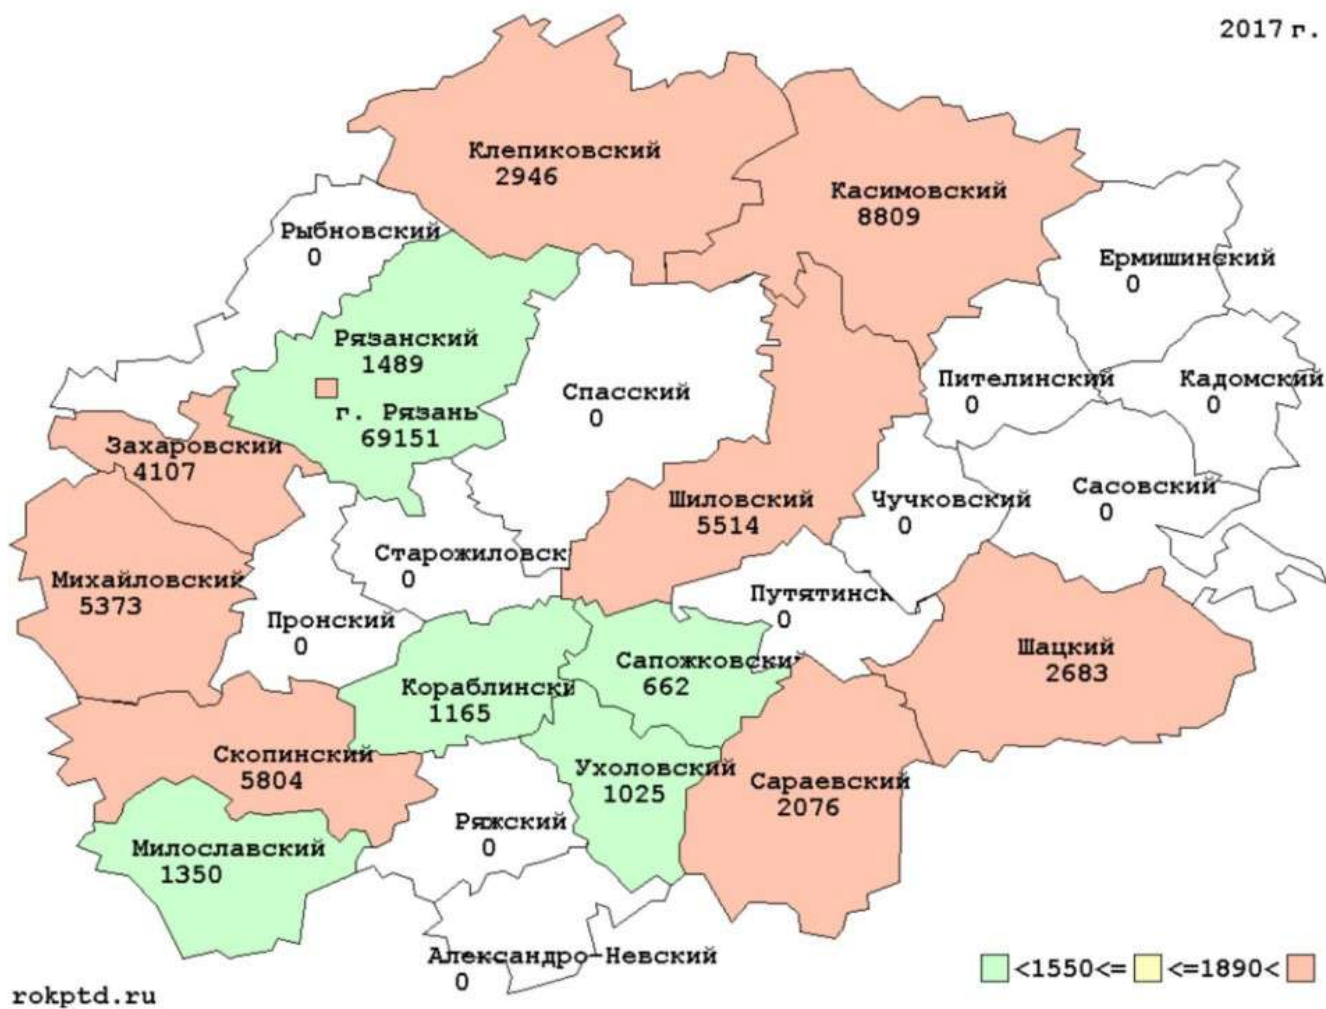 2017 г.
Клепиковский
2946
Касимовский
8809
Рыбновский
0
Ермишинский
0
Рязанский
1489
г. Рязань
69151
Спасский
0
Пителинский
0
Кадомский
0
Захаровский
4107
Шиловский
5514
Чучковский
0
Сасовский
0
Старожиловск
0
Михайловский
5373
Пронский
0
Путятинск
0
Шацкий
2683
Сапожковский
662
Кораблински
1165
Скопинский
5804
Ухоловский
1025
Сараевский
2076
Ряжский
0
Милославский
1350
Александро-Невский
0
<1550<= <=1890<
rokptd.ru